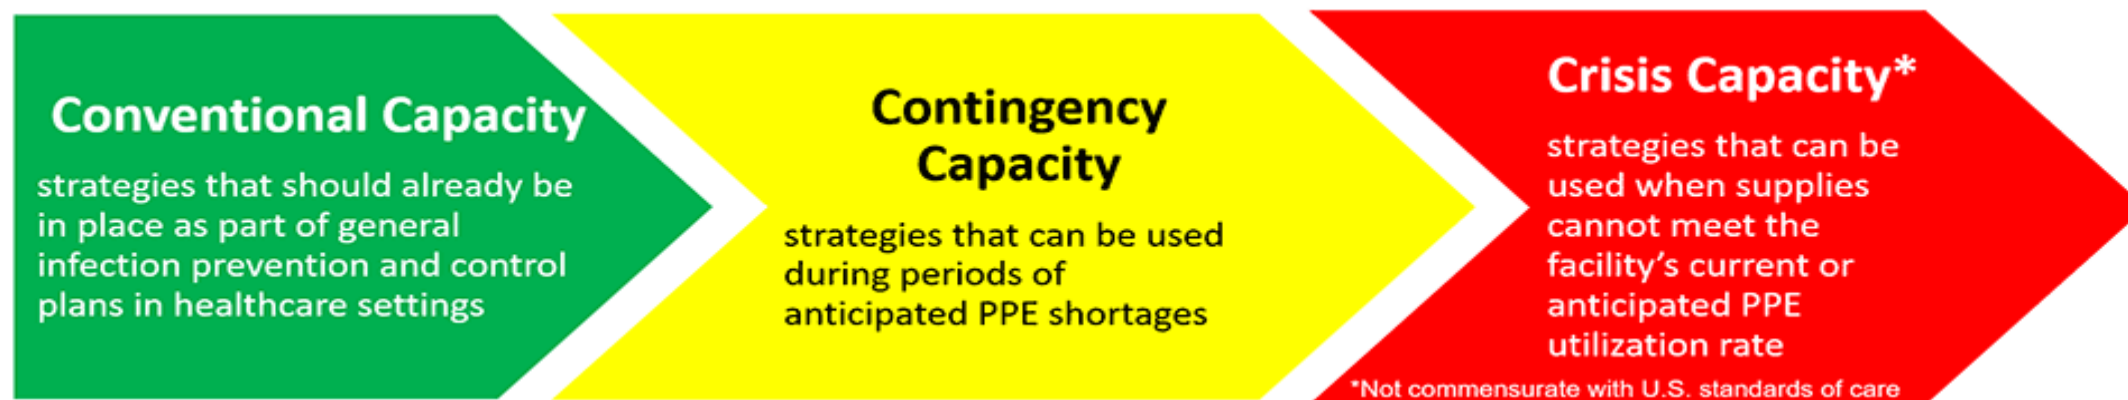 Conventional Capacity
strategies that should already be
in place as part of general
infection prevention and control
plans in healthcare settings
Contingency
Capacity
strategies that can be used
during periods of
anticipated PPE shortages
Crisis Capacity*
strategies that can be
used when supplies
cannot meet the
facility’s current or
anticipated PPE
utilization rate
*Not commensurate with U.S. standards of care